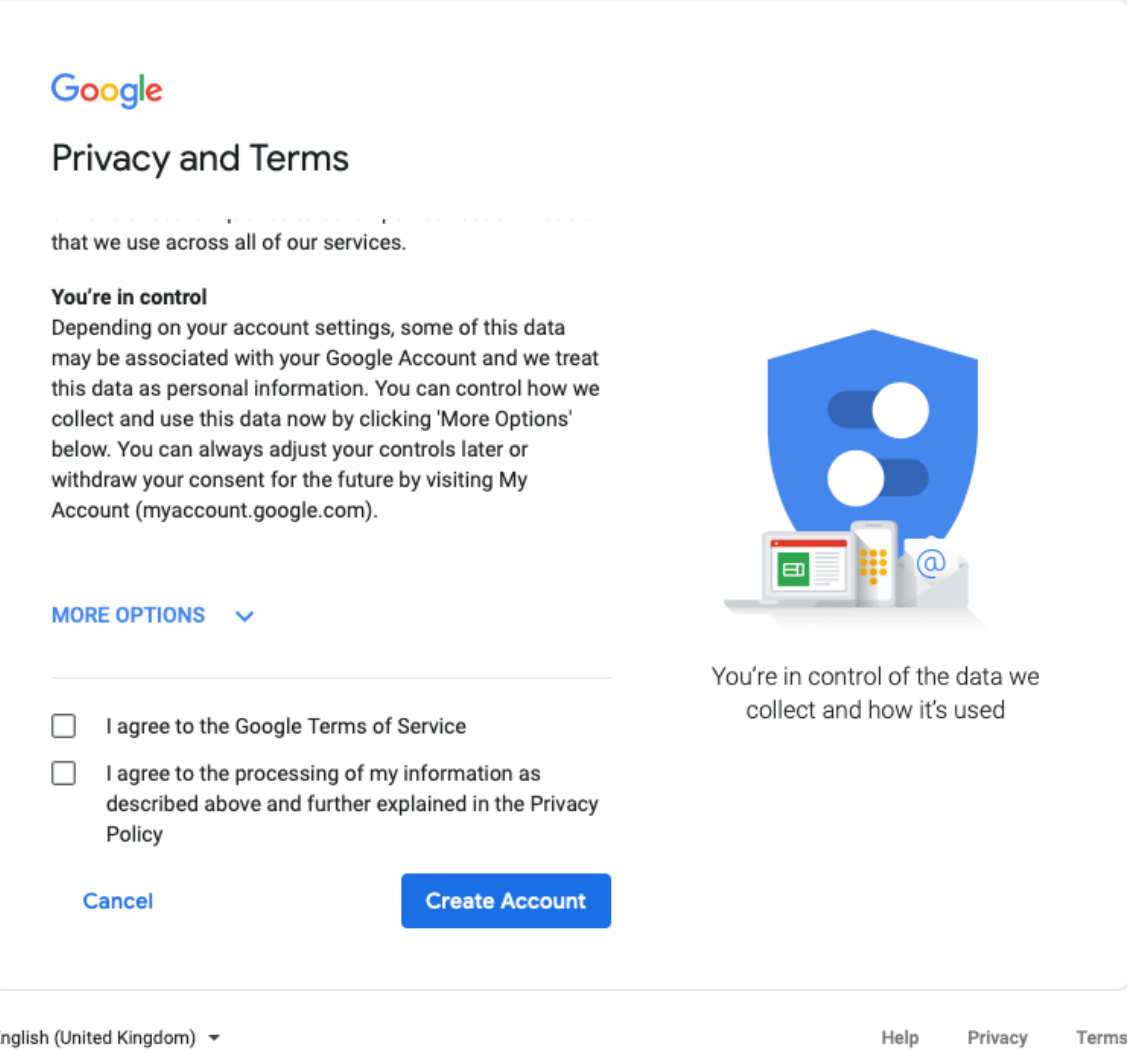 Google
Privacy and Terms
that we use across all of our services.
You're in control
Depending on your account settings, some of this data
may be associated with your Google Account and we treat
this data as personal information. You can control how we
collect and use this data now by clicking 'More Options'
below. You can always adjust your controls later or
withdraw your consent for the future by visiting My
Account (myaccount.google.com).
MORE OPTIONS
@
You're in control of the data we
collect and how it's used
I agree to the Google Terms of Service
I agree to the processing of my information as
described above and further explained in the Privacy
Policy
Cancel
Create Account
(United Kingdom)
Help
Privacy
Terms